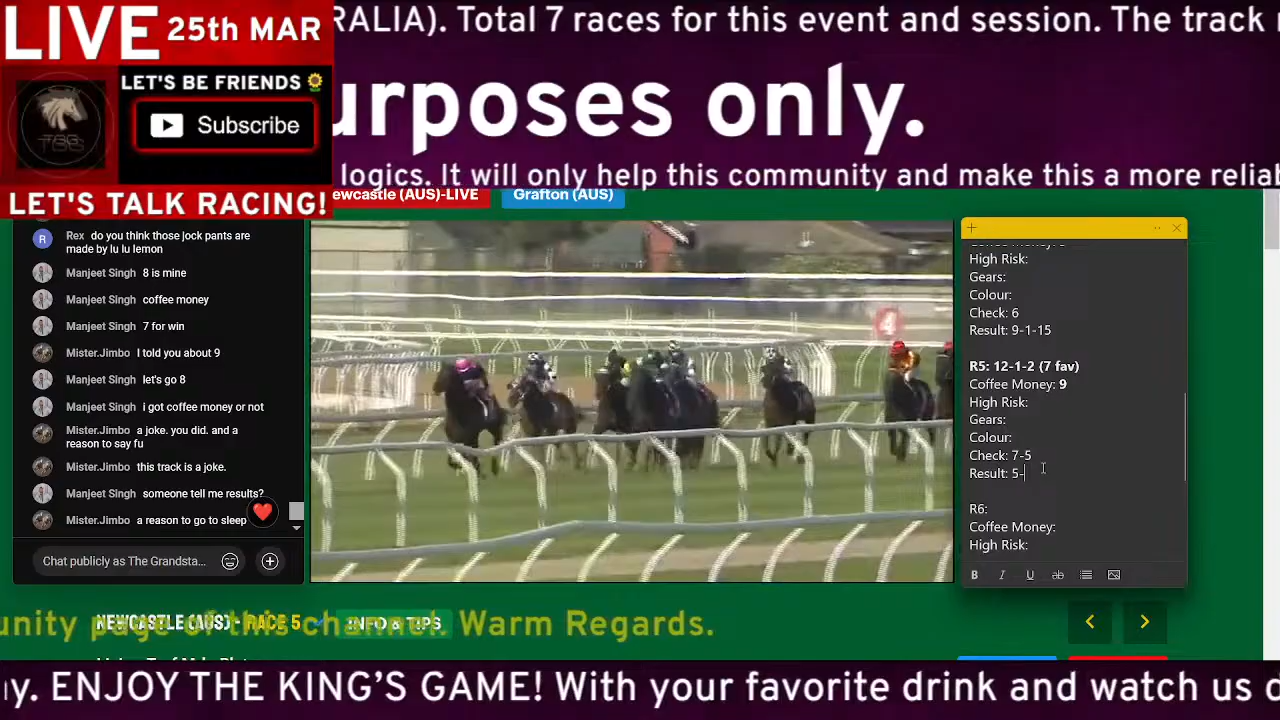 LIVE 25th MAR
RALIA). Total 7 races for this event and session. The track
LET'S BE FRIENDS
urposes only.
TGS
Subscribe
logics. It will only help this community and make this a more relia
LET'S TALK RACING!
ewcastle (AUS)-LIVE
Grafton (AUS)
R
Rex do you think those jock pants are
made by lu lu lemon
Manjeet Singh 8 is mine
Manjeet Singh coffee money
Manjeet Singh 7 for win
Mister.Jimbo I told you about 9
Manjeet Singh let's go 8
Manjeet Singh i got coffee money or not
Mister.Jimbo a joke. you did. and a
reason to say fu
Mister.Jimbo this track is a joke.
Manjeet Singh someone tell me results?
Mister.Jimbo a reason to go to sleep
Chat publicly as The Grandsta...
4
High Risk:
Gears:
Colour:
Check: 6
Result: 9-1-15
R5: 12-1-2 (7 fav)
Coffee Money: 9
High Risk:
Gears:
Colour:
Check: 7-5
Result: 5-
R6:
Coffee Money:
High Risk:
B I U ab
NEWCASTLE (AUS)- RACE 5
INFO & TIPS
unity page of this channel. Warm Regards.
ay. ENJOY THE KING'S GAME! With your favorite drink and watch us